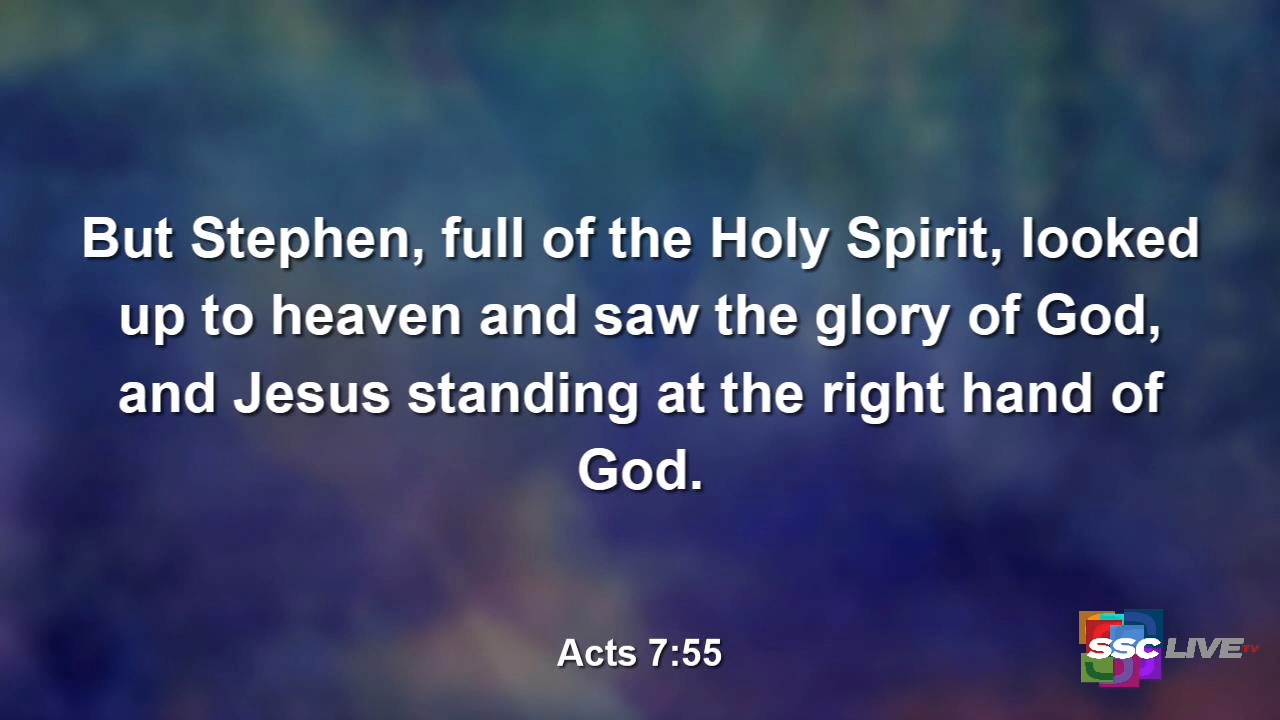 But Stephen, full of the Holy Spirit, looked
up to heaven and saw the glory of God,
and Jesus standing at the right hand of
God.
Acts 7:55
SSC LIVE TV